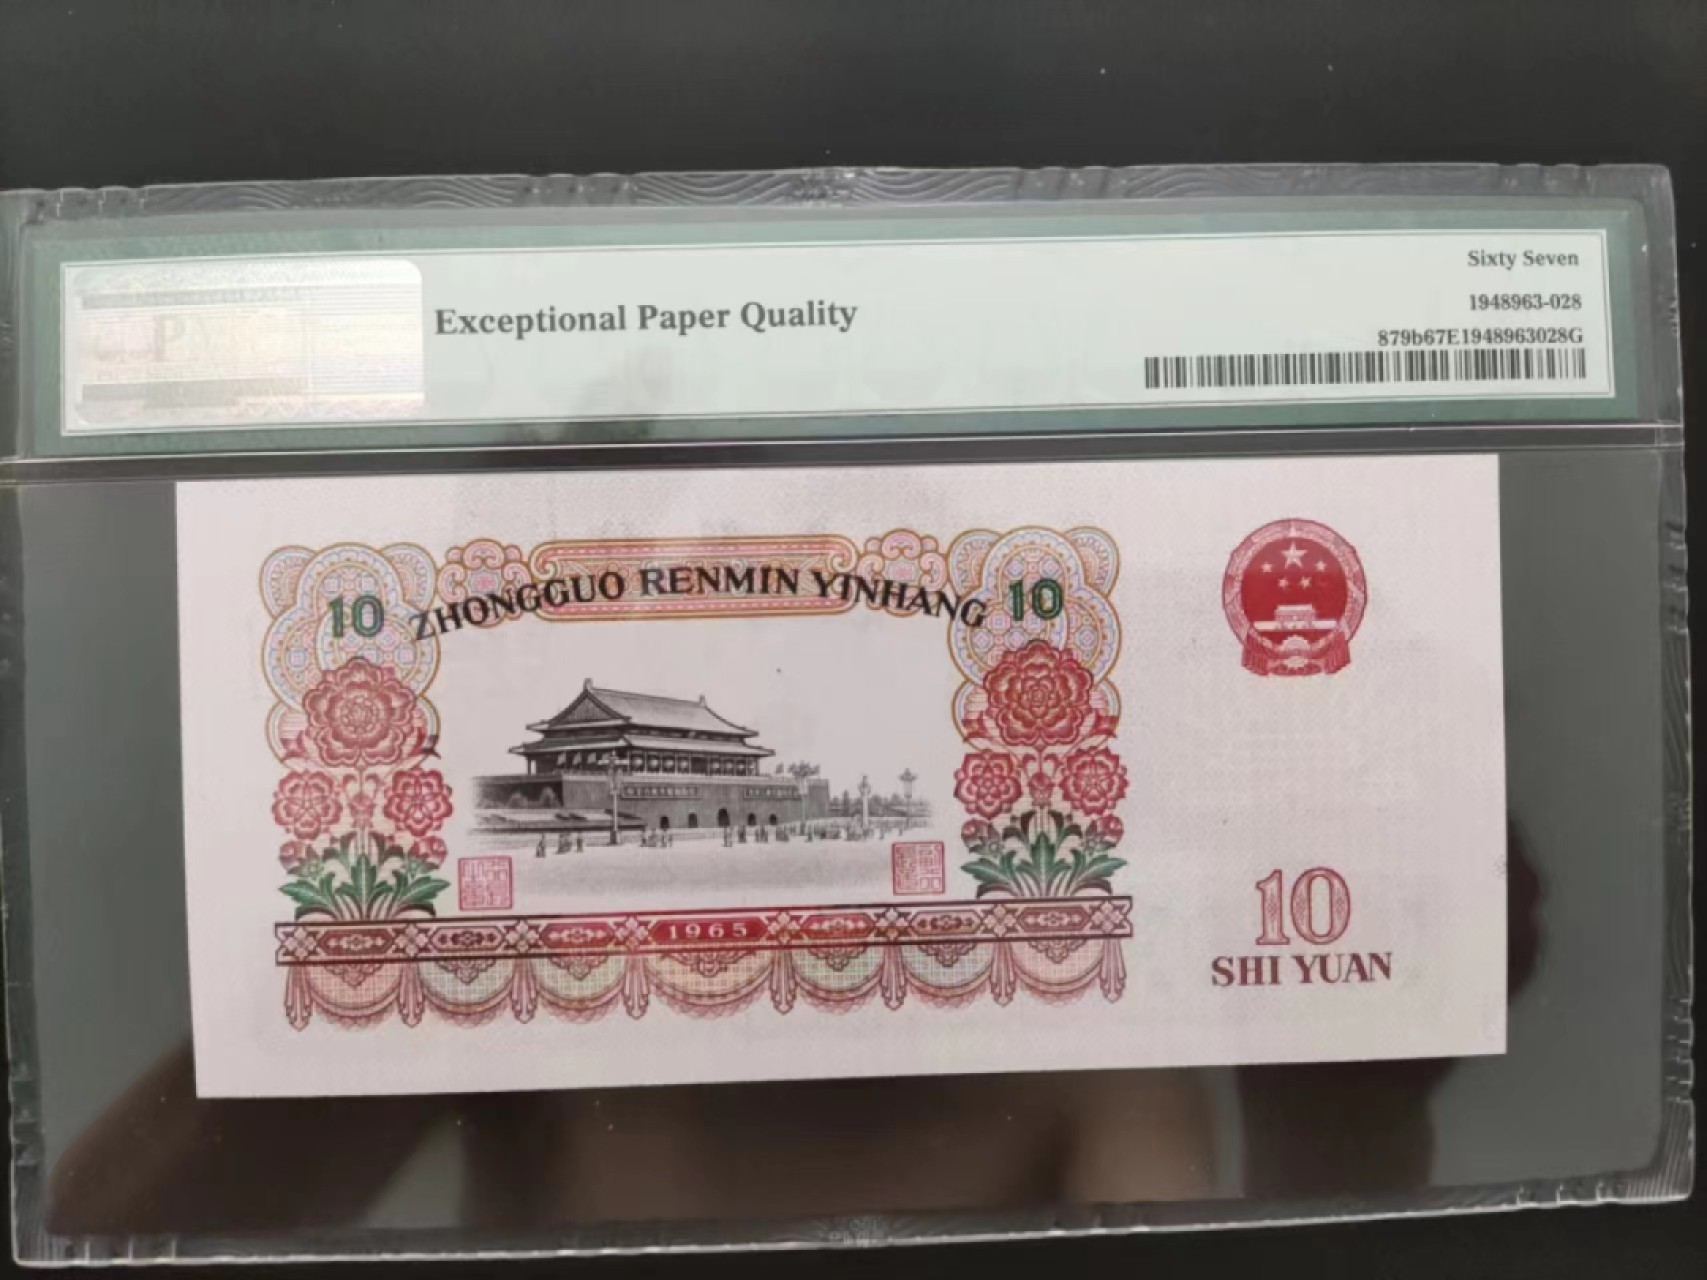 Sixty Seven
Exceptional Paper Quality
1948963-028
879b67E1948963028G
10 ZHONGGUO RENMIN YINHANG 10
1965
10
SHI YUAN